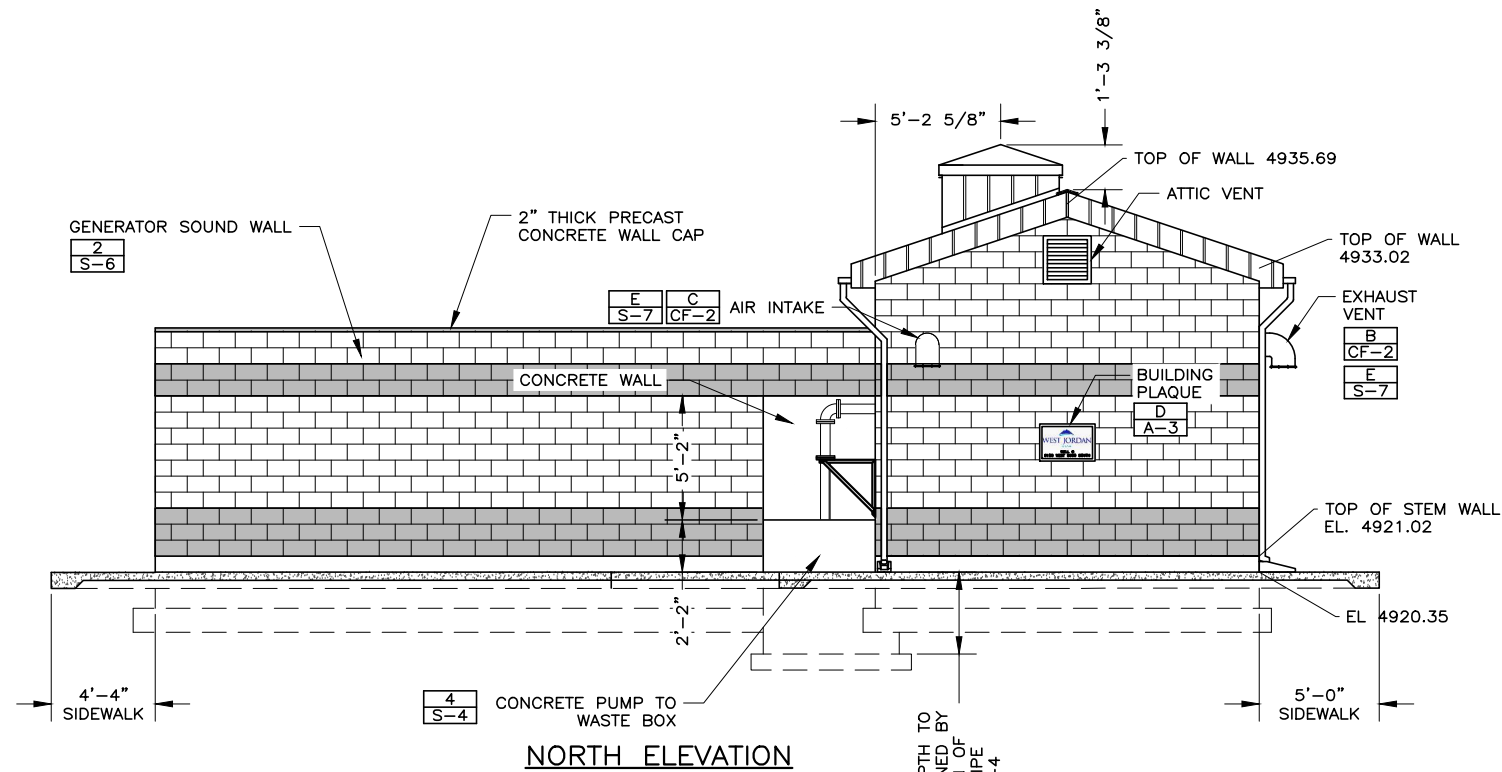 1'-3 3/8"
5'-2 5/8"
TOP OF WALL 4935.69
ATTIC VENT
GENERATOR SOUND WALL
2
S-6
2" THICK PRECAST
CONCRETE WALL CAP
TOP OF WALL
4933.02
E
S-7
C
CF-2
AIR INTAKE
EXHAUST
VENT
B
CF-2
E
S-7
CONCRETE WALL
BUILDING
PLAQUE
D
A-3
WEST JORDAN
5'-2"
TOP OF STEM WALL
EL. 4921.02
2'-2"
EL 4920.35
4'-4"
SIDEWALK
4
S-4
CONCRETE PUMP TO
WASTE BOX
5'-0"
SIDEWALK
NORTH ELEVATION